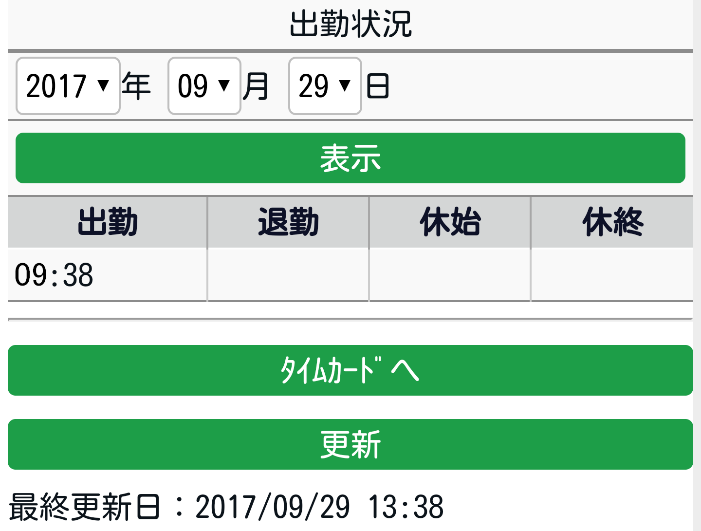 出勤状況
2017▼年 09▼月 29▼日
表示
出勤 退勤 休始 休終
09:38
ﾀｲﾑｶｰﾄﾞへ
更新
最終更新日：2017/09/29 13:38